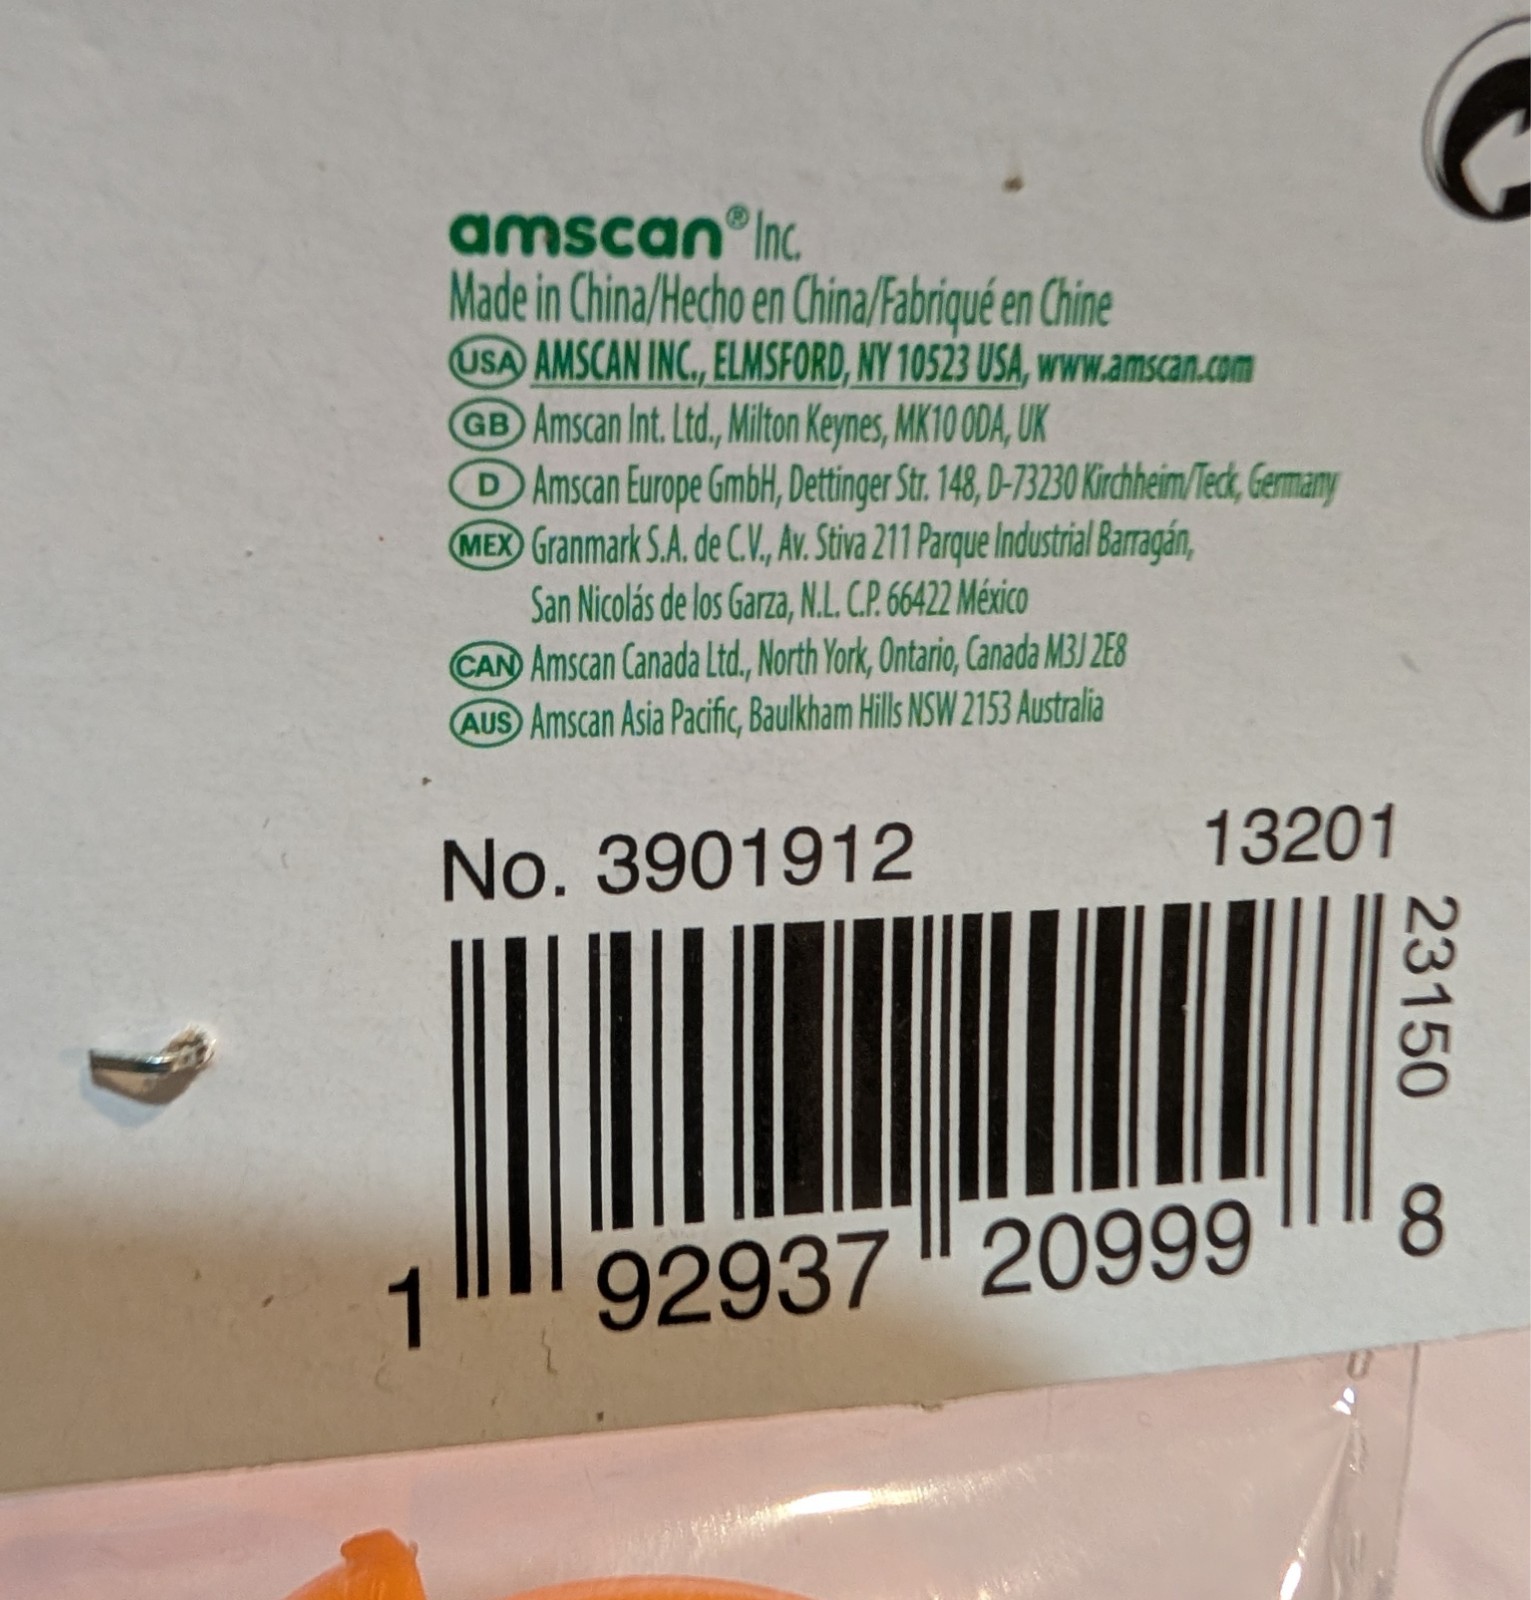 amscan® Inc.
Made in China/Hecho en China/Fabriqué en Chine
USA AMSCAN INC., ELMSFORD, NY 10523 USA, www.amscan.com
GB Amscan Int. Ltd., Milton Keynes, MK10 0DA, UK
D Amscan Europe GmbH, Dettinger Str. 148, D-73230 Kirchheim/Teck, Germany
MEX Granmark S.A. de C.V., Av. Stiva 211 Parque Industrial Barragán,
San Nicolás de los Garza, N.L. C.P. 66422 México
CAN Amscan Canada Ltd., North York, Ontario, Canada M3J 2E8
AUS Amscan Asia Pacific, Baulkham Hills NSW 2153 Australia
No. 3901912 13201
23150
1 92937 20999 8